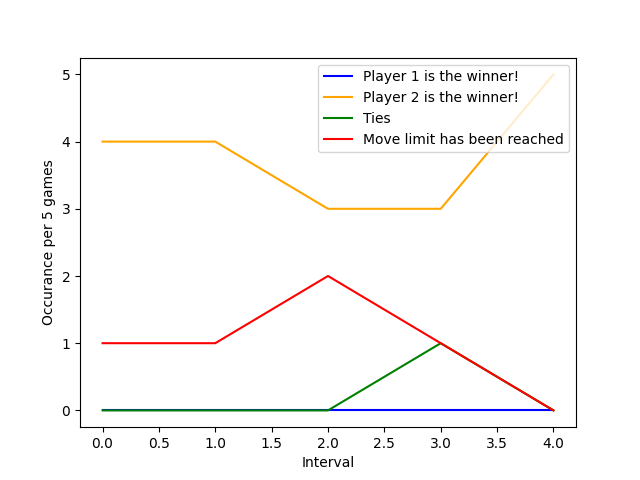 Player 1 is the winner!
Player 2 is the winner!
Ties
Move limit has been reached
Occurance per 5 games
5
4
3
2
1
0
0.0 0.5 1.0 1.5 2.0 2.5 3.0 3.5 4.0
Interval